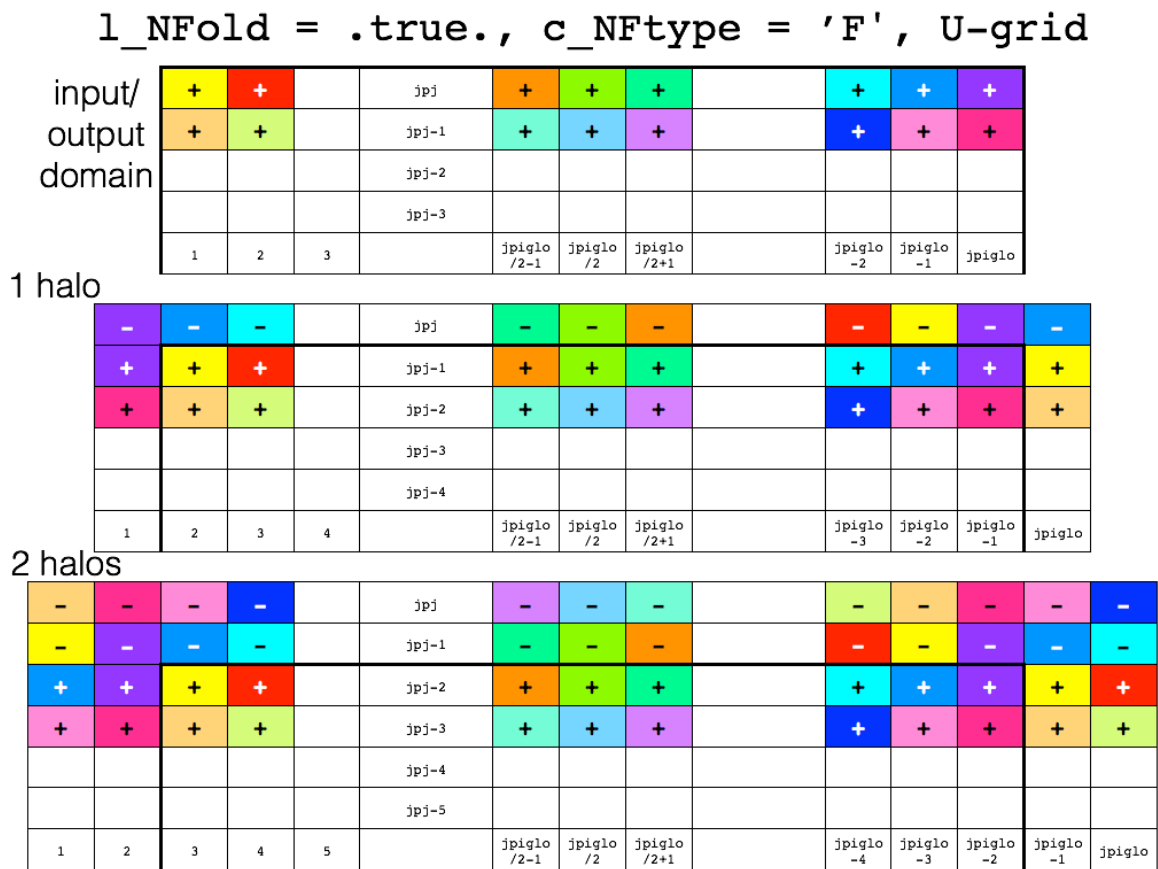 l_NFold = .true., c_NFtype = 'F', U-grid
input/
output
domain
+ + jpj + + + + + +
+ + jpj-1 + + + + + +
jpj-2
jpj-3
1 2 3 jpiglo/2-1 jpiglo/2 jpiglo/2+1 jpiglo-2 jpiglo-1 jpiglo
1 halo
- - - jpj - - - - - - -
+ + + jpj-1 + + + + + + +
+ + + jpj-2 + + + + + + +
jpj-3
jpj-4
1 2 3 4 jpiglo/2-1 jpiglo/2 jpiglo/2+1 jpiglo-3 jpiglo-2 jpiglo-1 jpiglo
2 halos
- - - - jpj - - - - - - - -
- - - - jpj-1 - - - - - - - -
+ + + + jpj-2 + + + + + + + +
+ + + + jpj-3 + + + + + + + +
jpj-4
jpj-5
1 2 3 4 5 jpiglo/2-1 jpiglo/2 jpiglo/2+1 jpiglo-4 jpiglo-3 jpiglo-2 jpiglo-1 jpiglo